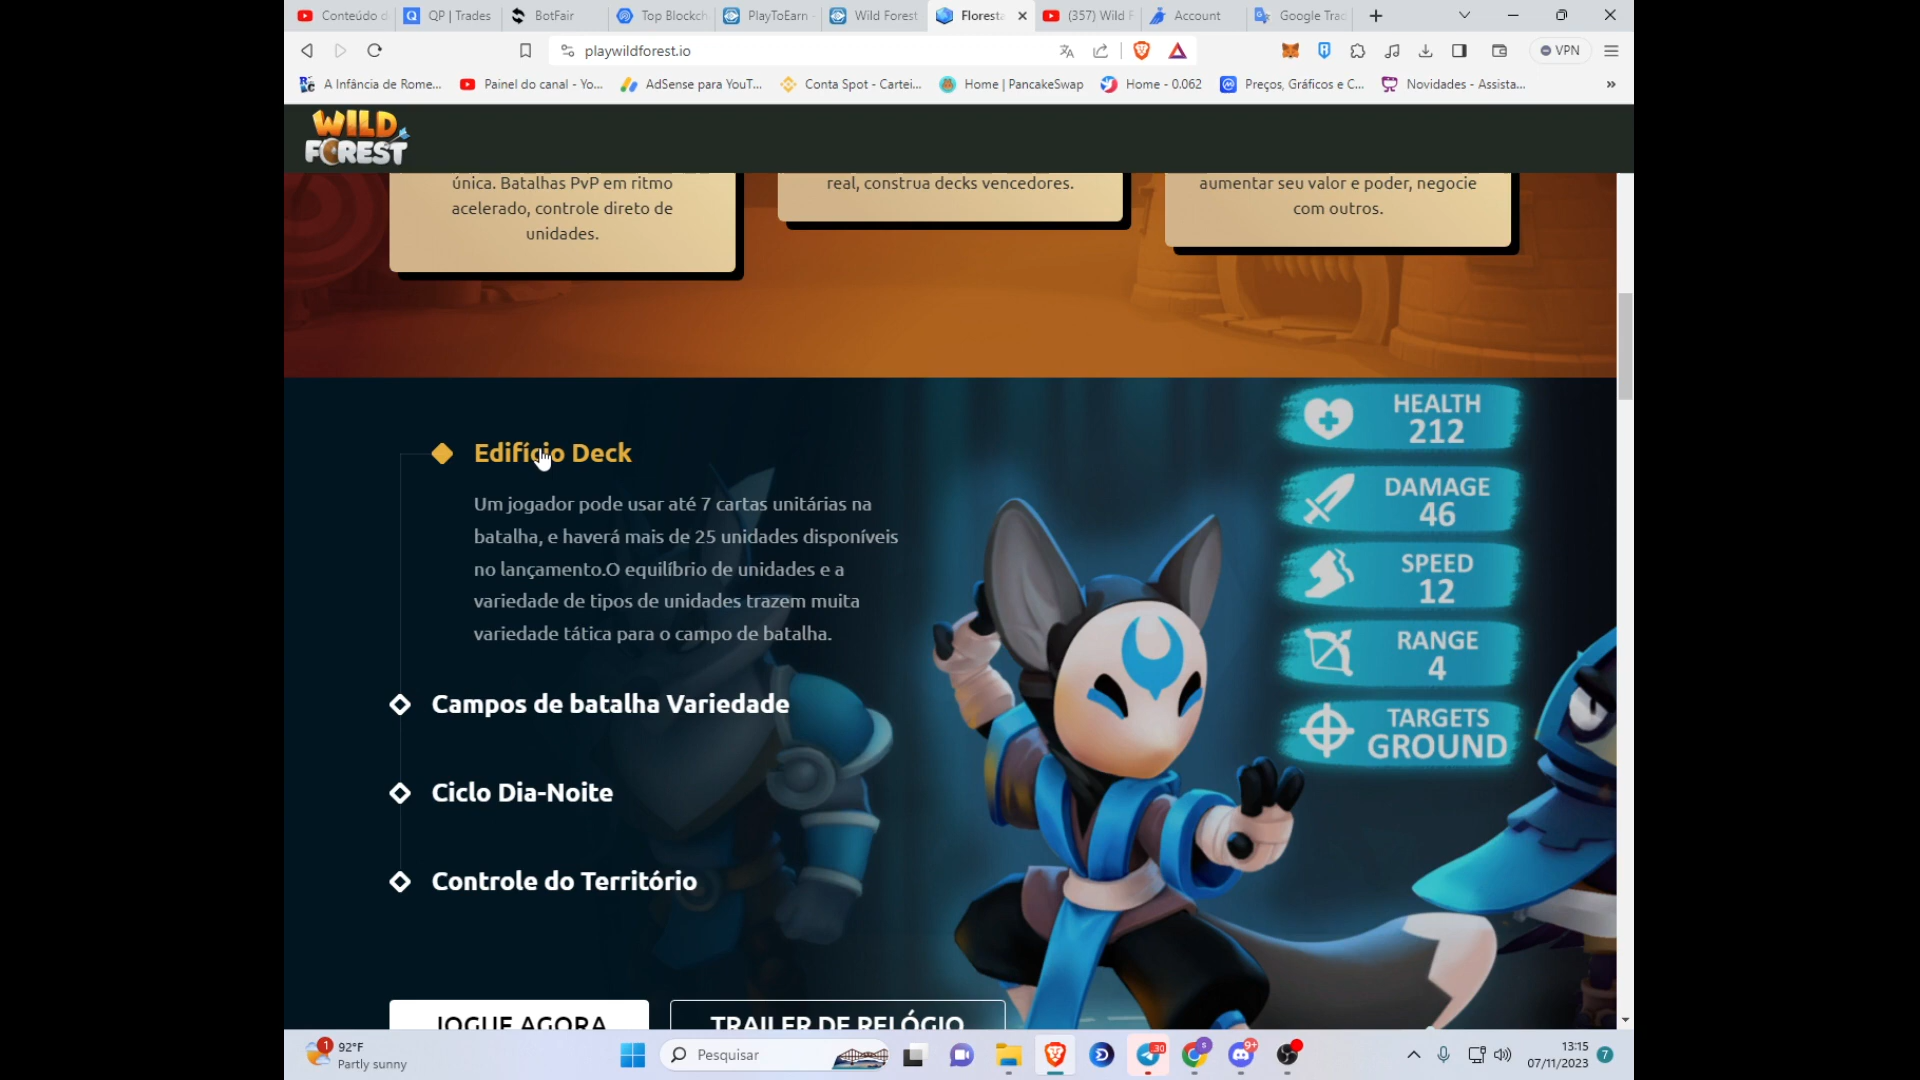 Conteúdo d
QP | Trades
BotFair
Top Blockch
PlayToEarn
Wild Forest
Floresta
(357) Wild F
Account
Google Trad
playwildforest.io
VPN
A Infância de Rome...
Painel do canal - Yo...
AdSense para YouT...
Conta Spot - Cartei...
Home | PancakeSwap
Home - 0.062
Preços, Gráficos e C...
Novidades - Assista...
»
WILD
FOREST
única. Batalhas PvP em ritmo
acelerado, controle direto de
unidades.
real, construa decks vencedores.
aumentar seu valor e poder, negocie
com outros.
Edifício Deck
Um jogador pode usar até 7 cartas unitárias na
batalha, e haverá mais de 25 unidades disponíveis
no lançamento.O equilíbrio de unidades e a
variedade de tipos de unidades trazem muita
variedade tática para o campo de batalha.
Campos de batalha Variedade
Ciclo Dia-Noite
Controle do Território
HEALTH
212
DAMAGE
46
SPEED
12
RANGE
4
TARGETS
GROUND
JOGUE AGORA
TRAILER DE RELÓGIO
1
92°F
Partly sunny
Pesquisar
30
S
9+
13:15
07/11/2023
7